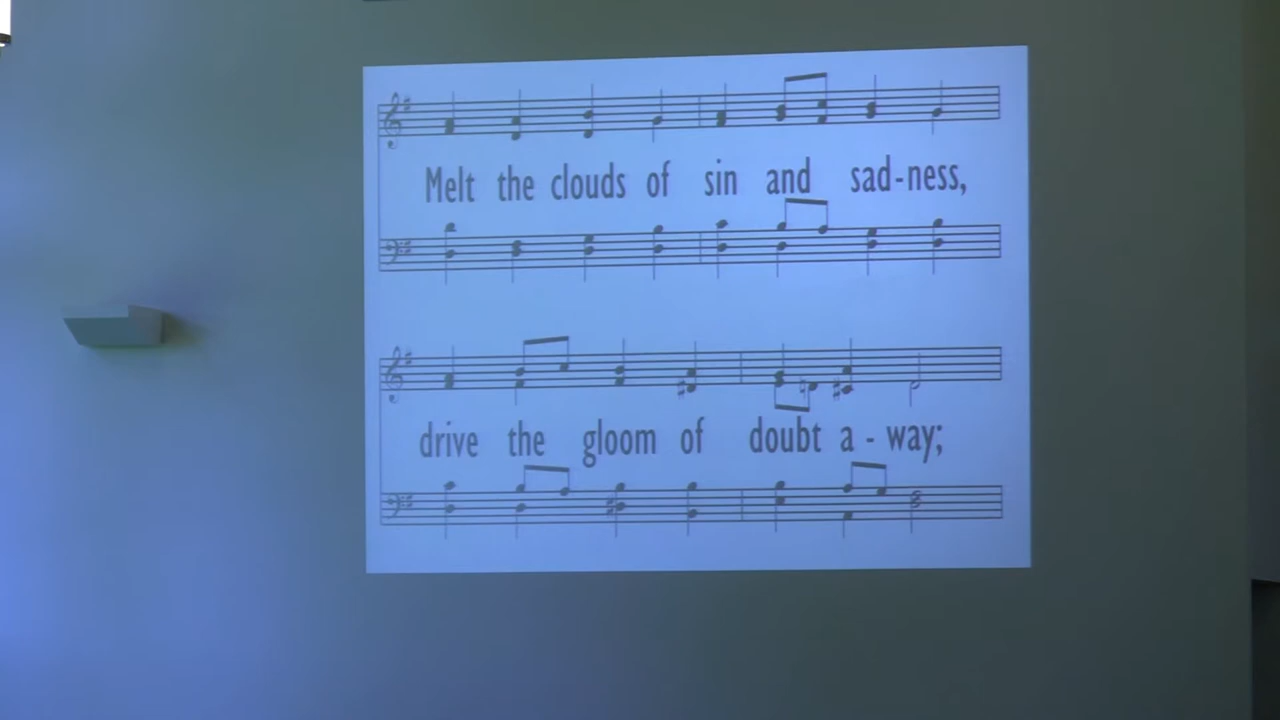 Melt the clouds of sin and sad-ness,
drive the gloom of doubt a - way;